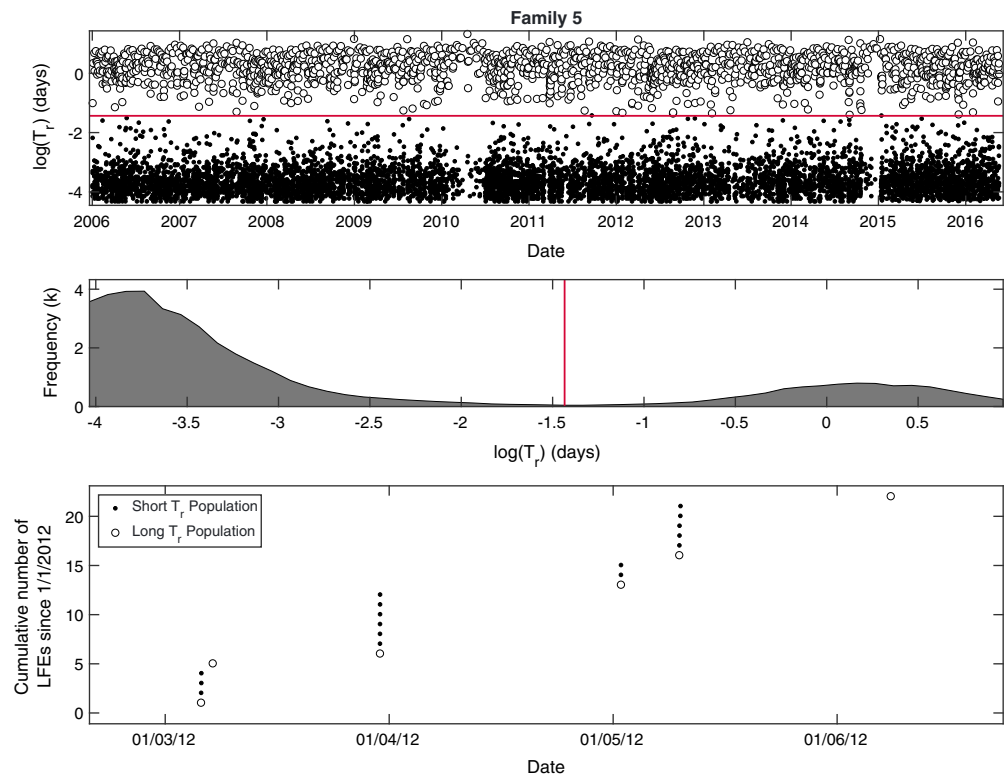 Family 5
log(T_r) (days)
0
-2
-4
2006 2007 2008 2009 2010 2011 2012 2013 2014 2015 2016
Date
Frequency (k)
4
2
0
-4 -3.5 -3 -2.5 -2 -1.5 -1 -0.5 0 0.5
log(T_r) (days)
Cumulative number of
LFEs since 1/1/2012
20
15
10
5
0
Short T_r Population
Long T_r Population
01/03/12 01/04/12 01/05/12 01/06/12
Date